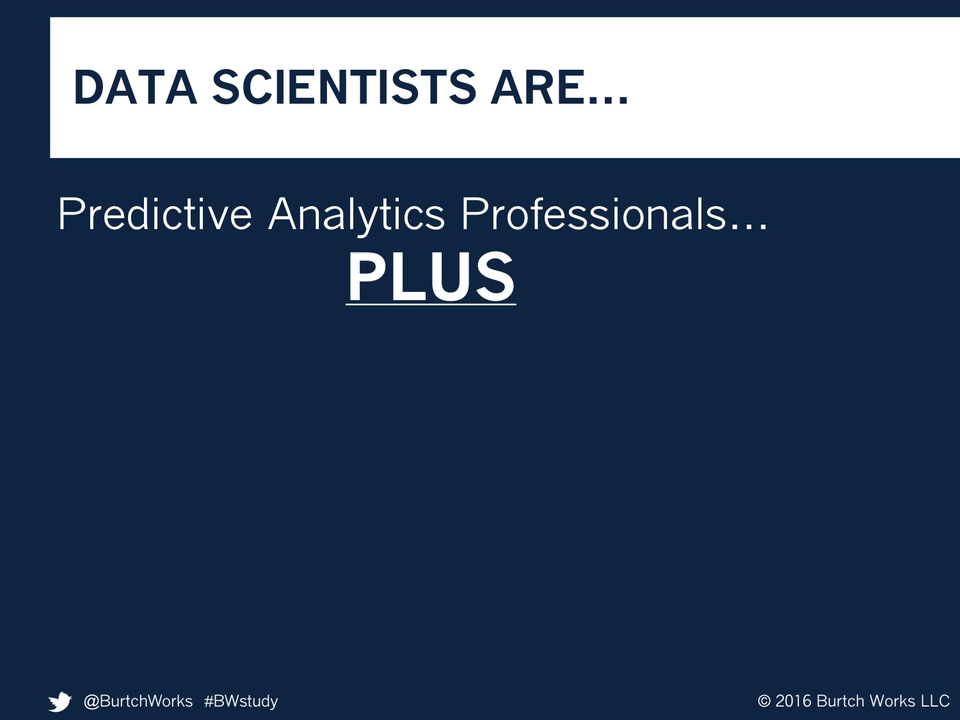 DATA SCIENTISTS ARE...
Predictive Analytics Professionals...
PLUS
@BurtchWorks #BWstudy
© 2016 Burtch Works LLC